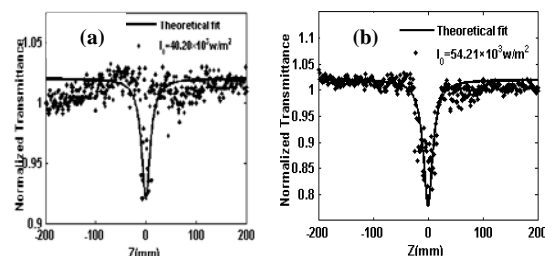 (a)
Theoretical fit
I₀=40.20×10³w/m²
Normalized Transmittance
1.05
1
0.95
0.9
-200 -100 0 100 200
Z(mm)
(b)
Theoretical fit
I₀=54.21×10³w/m²
Normalized Transmittance
1.1
1.05
1
0.95
0.9
0.85
0.8
-200 -100 0 100 200
Z(mm)